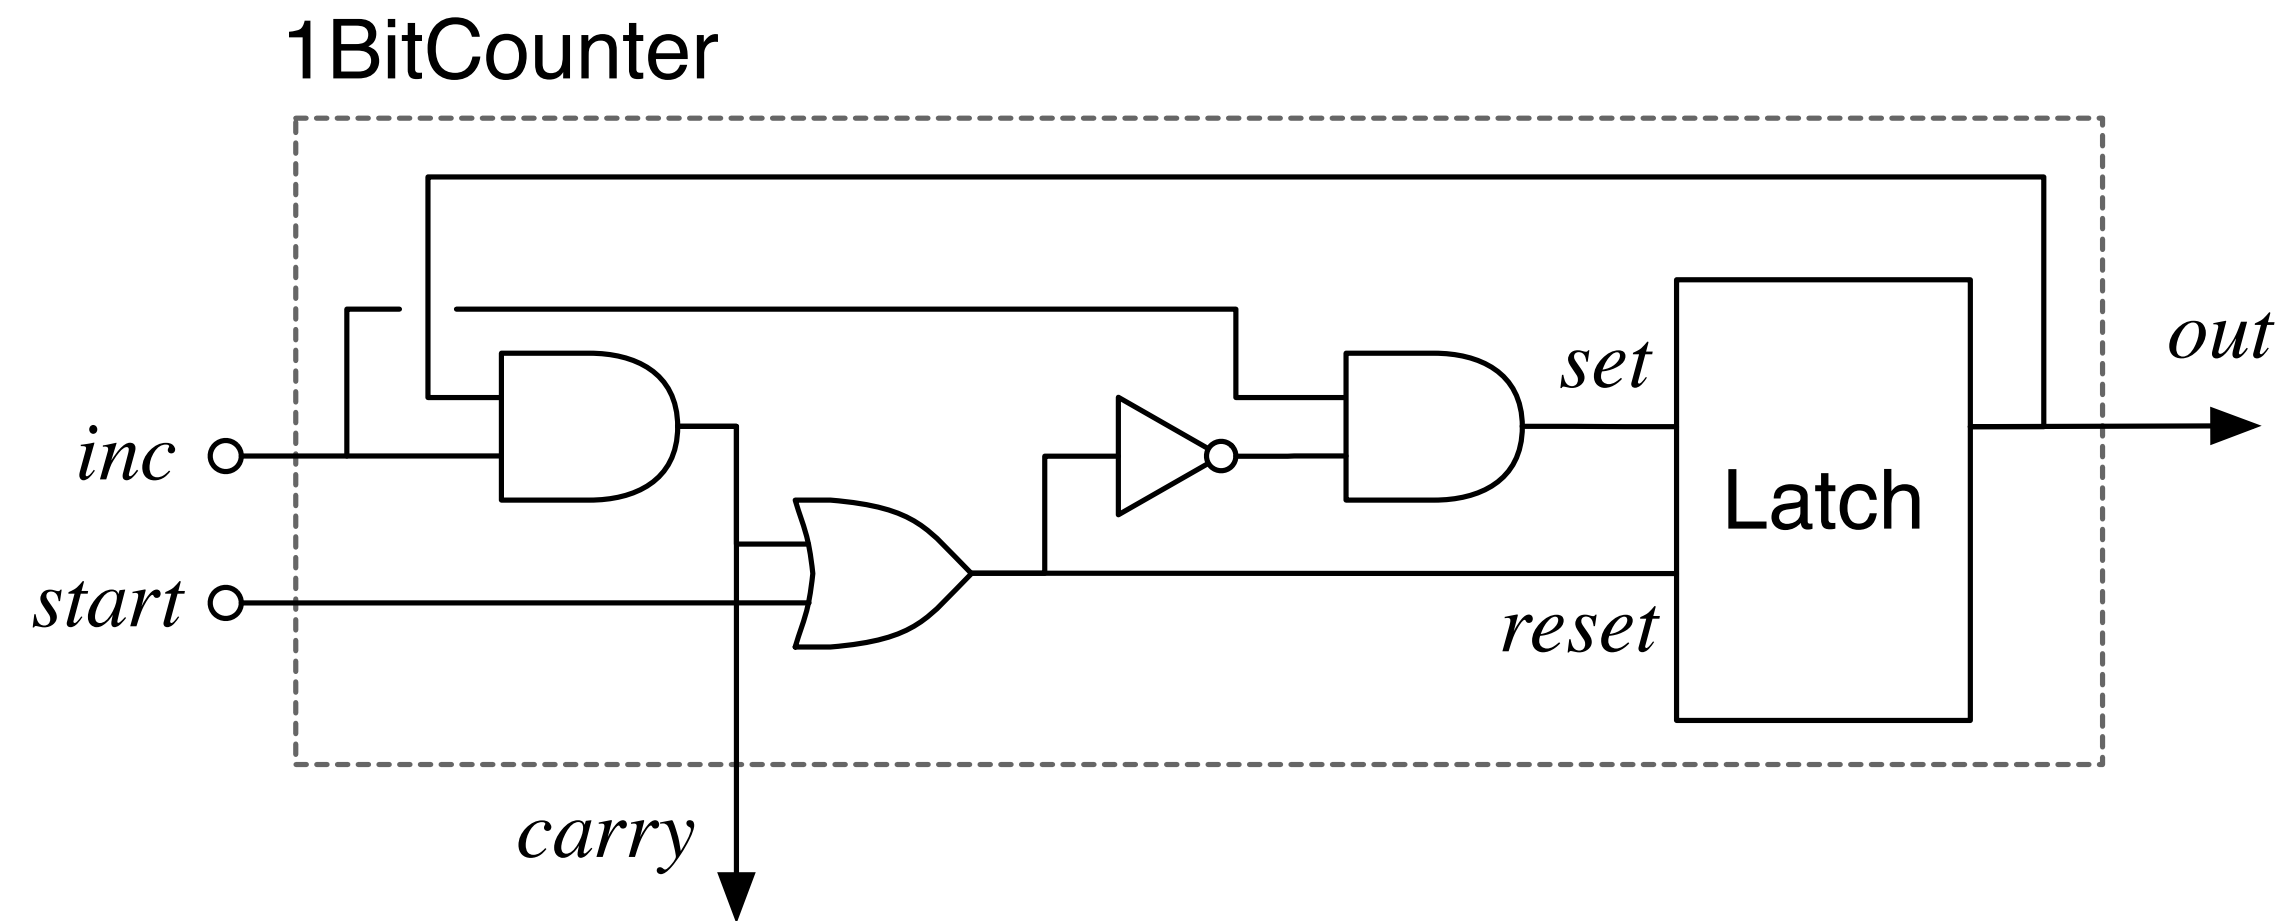 1BitCounter
set
out
inc
Latch
start
reset
carry